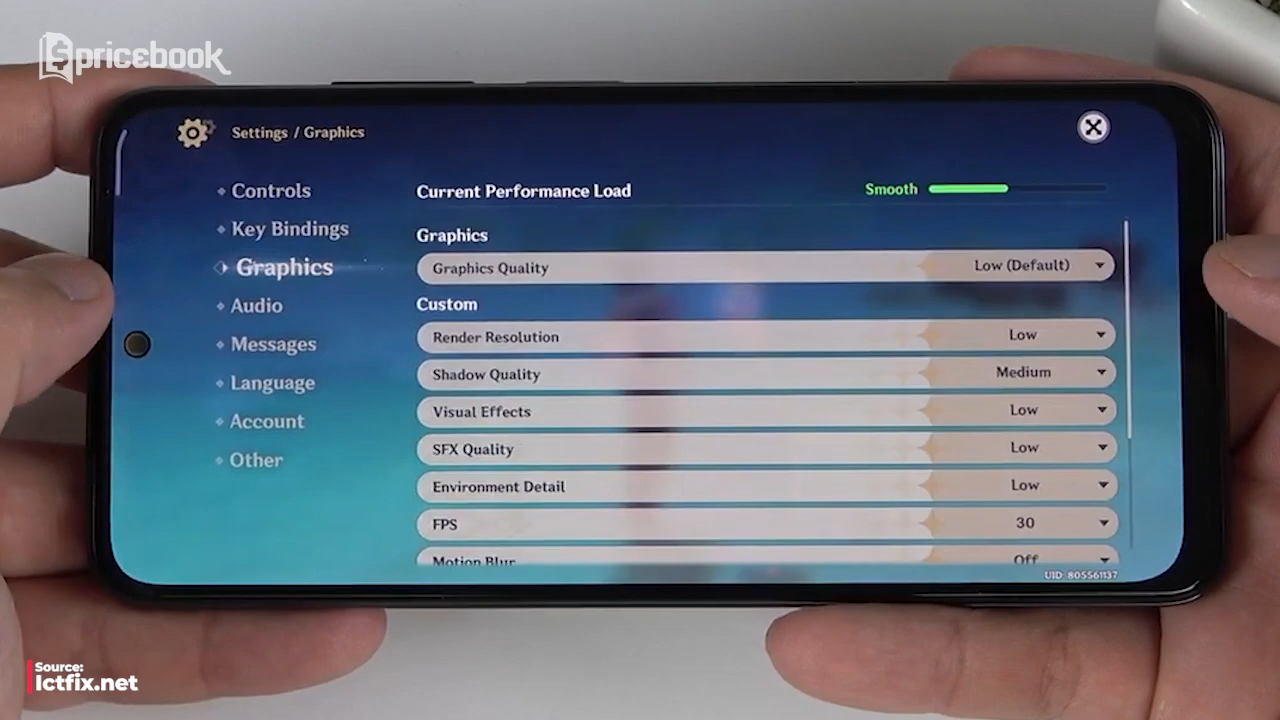 pricebook
Settings / Graphics
Controls
Key Bindings
Graphics
Audio
Messages
Language
Account
Other
Current Performance Load
Smooth
Graphics
Graphics Quality Low (Default)
Custom
Render Resolution Low
Shadow Quality Medium
Visual Effects Low
SFX Quality Low
Environment Detail Low
FPS 30
Motion Blur Off
UID: 805561137
Source:
Ictfix.net